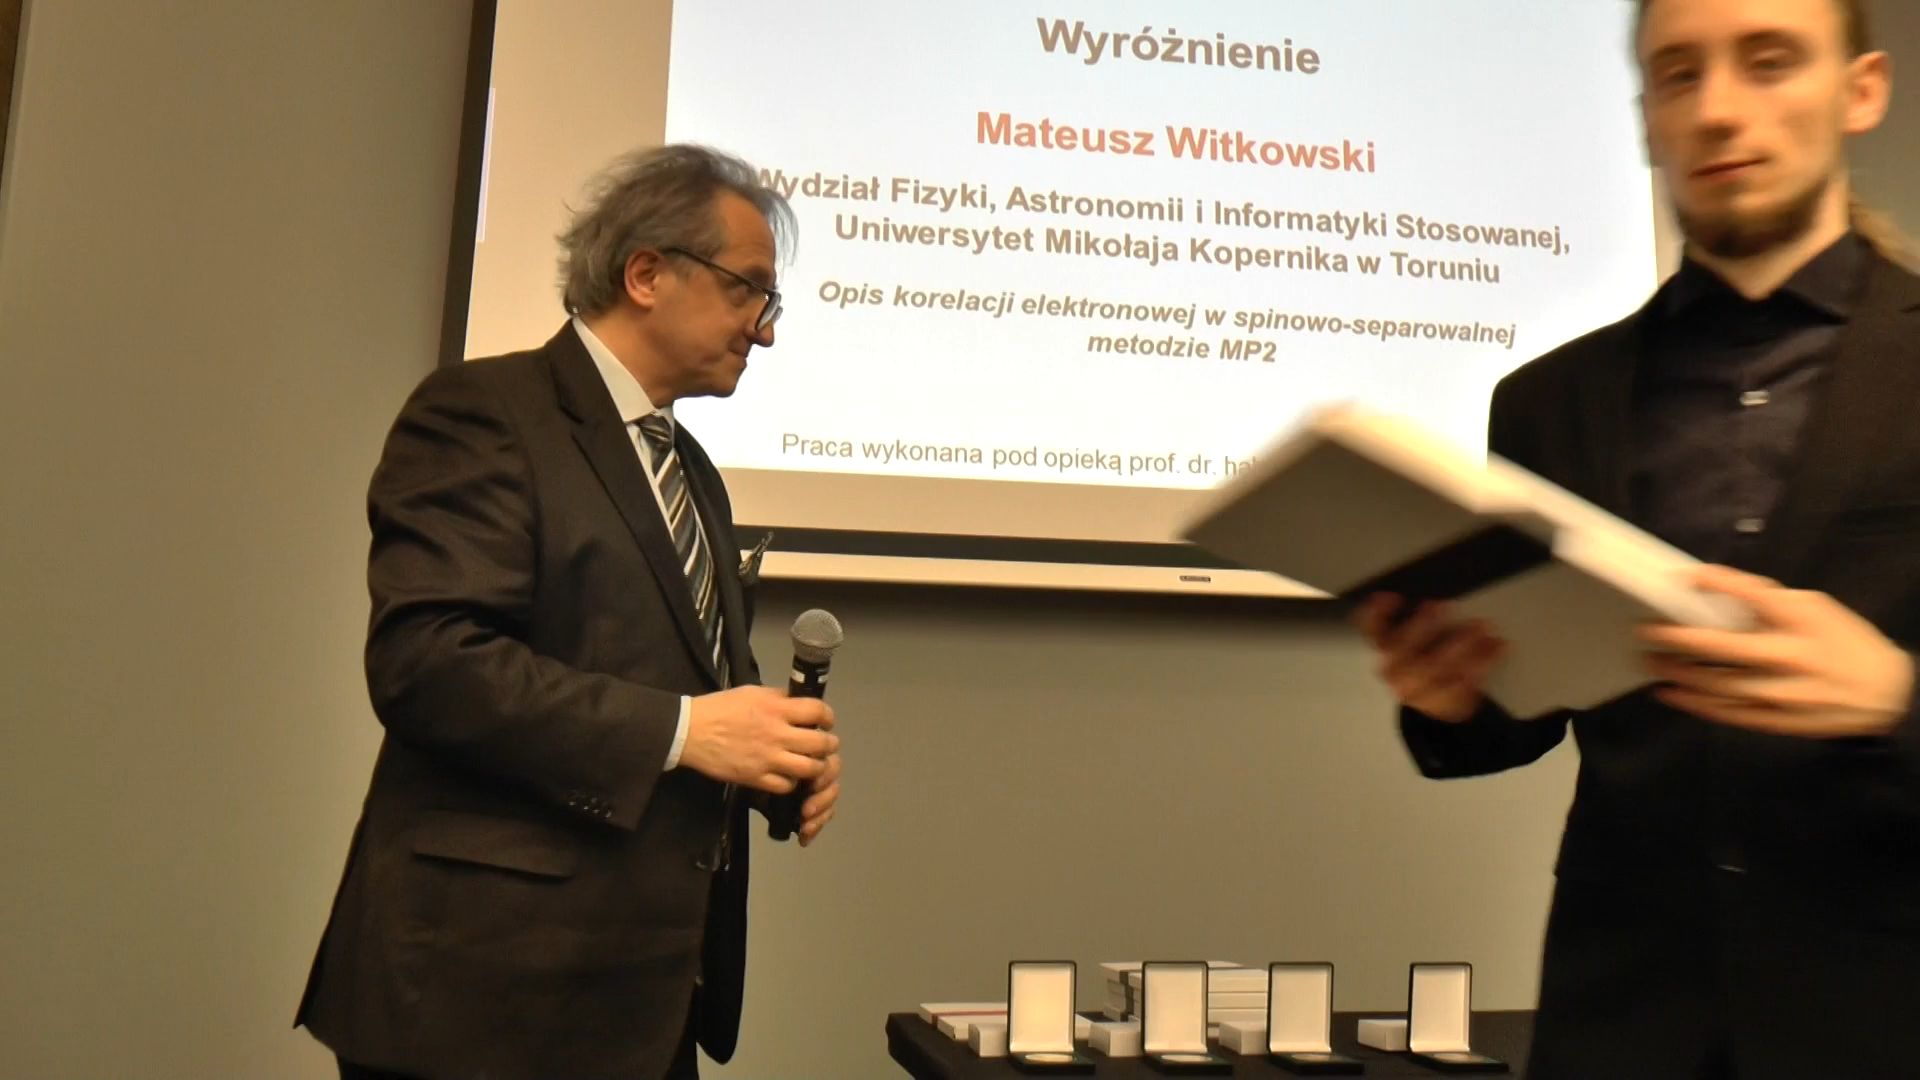 Wyróżnienie
Mateusz Witkowski
Wydział Fizyki, Astronomii i Informatyki Stosowanej,
Uniwersytet Mikołaja Kopernika w Toruniu
Opis korelacji elektronowej w spinowo-separowalnej
metodzie MP2
Praca wykonana pod opieką prof. dr.